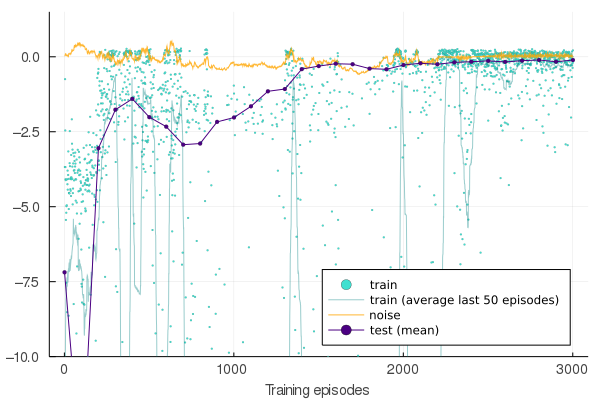 0.0
−2.5
−5.0
−7.5
−10.0
train
train (average last 50 episodes)
noise
test (mean)
0 1000 2000 3000
Training episodes